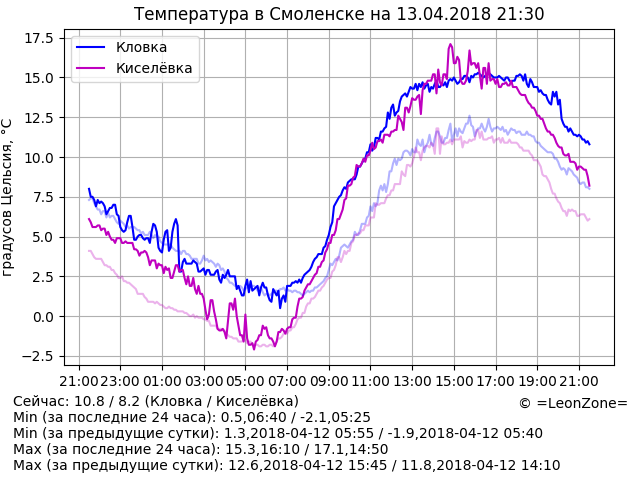 Температура в Смоленске на 13.04.2018 21:30
градусов Цельсия, °C
17.5
15.0
12.5
10.0
7.5
5.0
2.5
0.0
−2.5
Кловка
Киселёвка
21:00 23:00 01:00 03:00 05:00 07:00 09:00 11:00 13:00 15:00 17:00 19:00 21:00
Сейчас: 10.8 / 8.2 (Кловка / Киселёвка)
© =LeonZone=
Min (за последние 24 часа): 0.5,06:40 / -2.1,05:25
Min (за предыдущие сутки): 1.3,2018-04-12 05:55 / -1.9,2018-04-12 05:40
Max (за последние 24 часа): 15.3,16:10 / 17.1,14:50
Max (за предыдущие сутки): 12.6,2018-04-12 15:45 / 11.8,2018-04-12 14:10